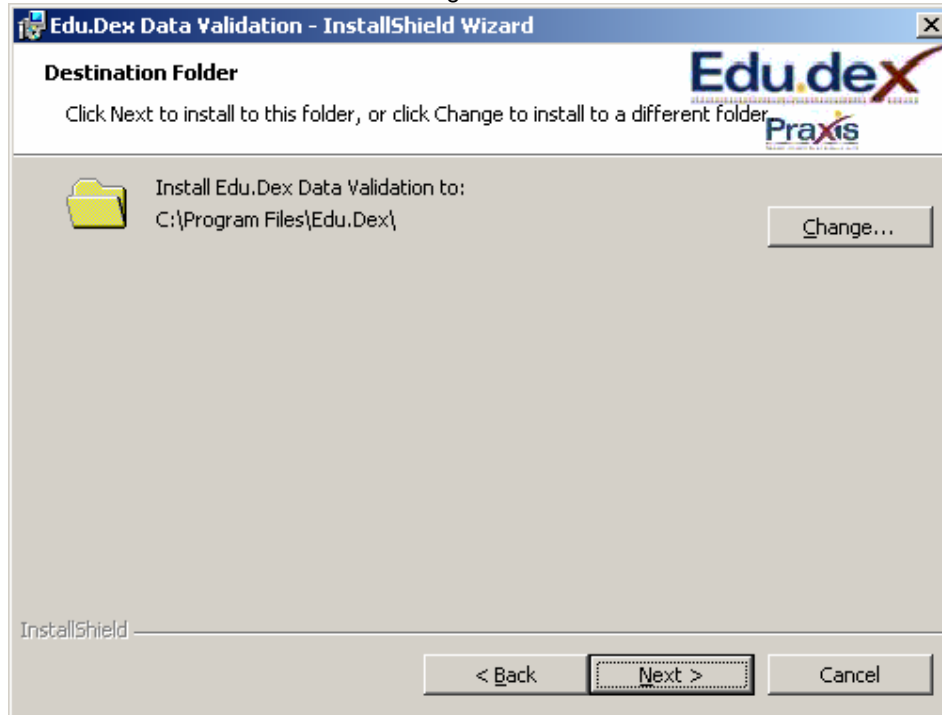 Edu.Dex Data Validation - InstallShield Wizard
Destination Folder
Edu.dex
Click Next to install to this folder, or click Change to install to a different folder.
Praxis
Install Edu.Dex Data Validation to:
C:\Program Files\Edu.Dex\
Change...
InstallShield
< Back
Next >
Cancel